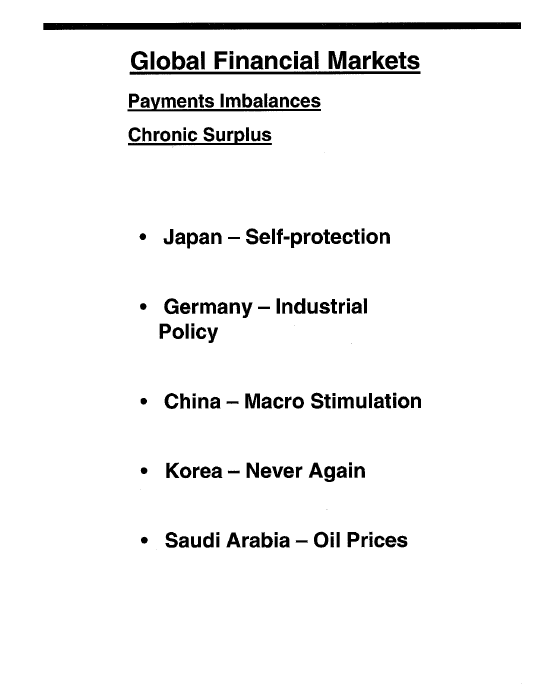 Global Financial Markets
Payments Imbalances
Chronic Surplus
• Japan – Self-protection
• Germany – Industrial
Policy
• China – Macro Stimulation
• Korea – Never Again
• Saudi Arabia – Oil Prices